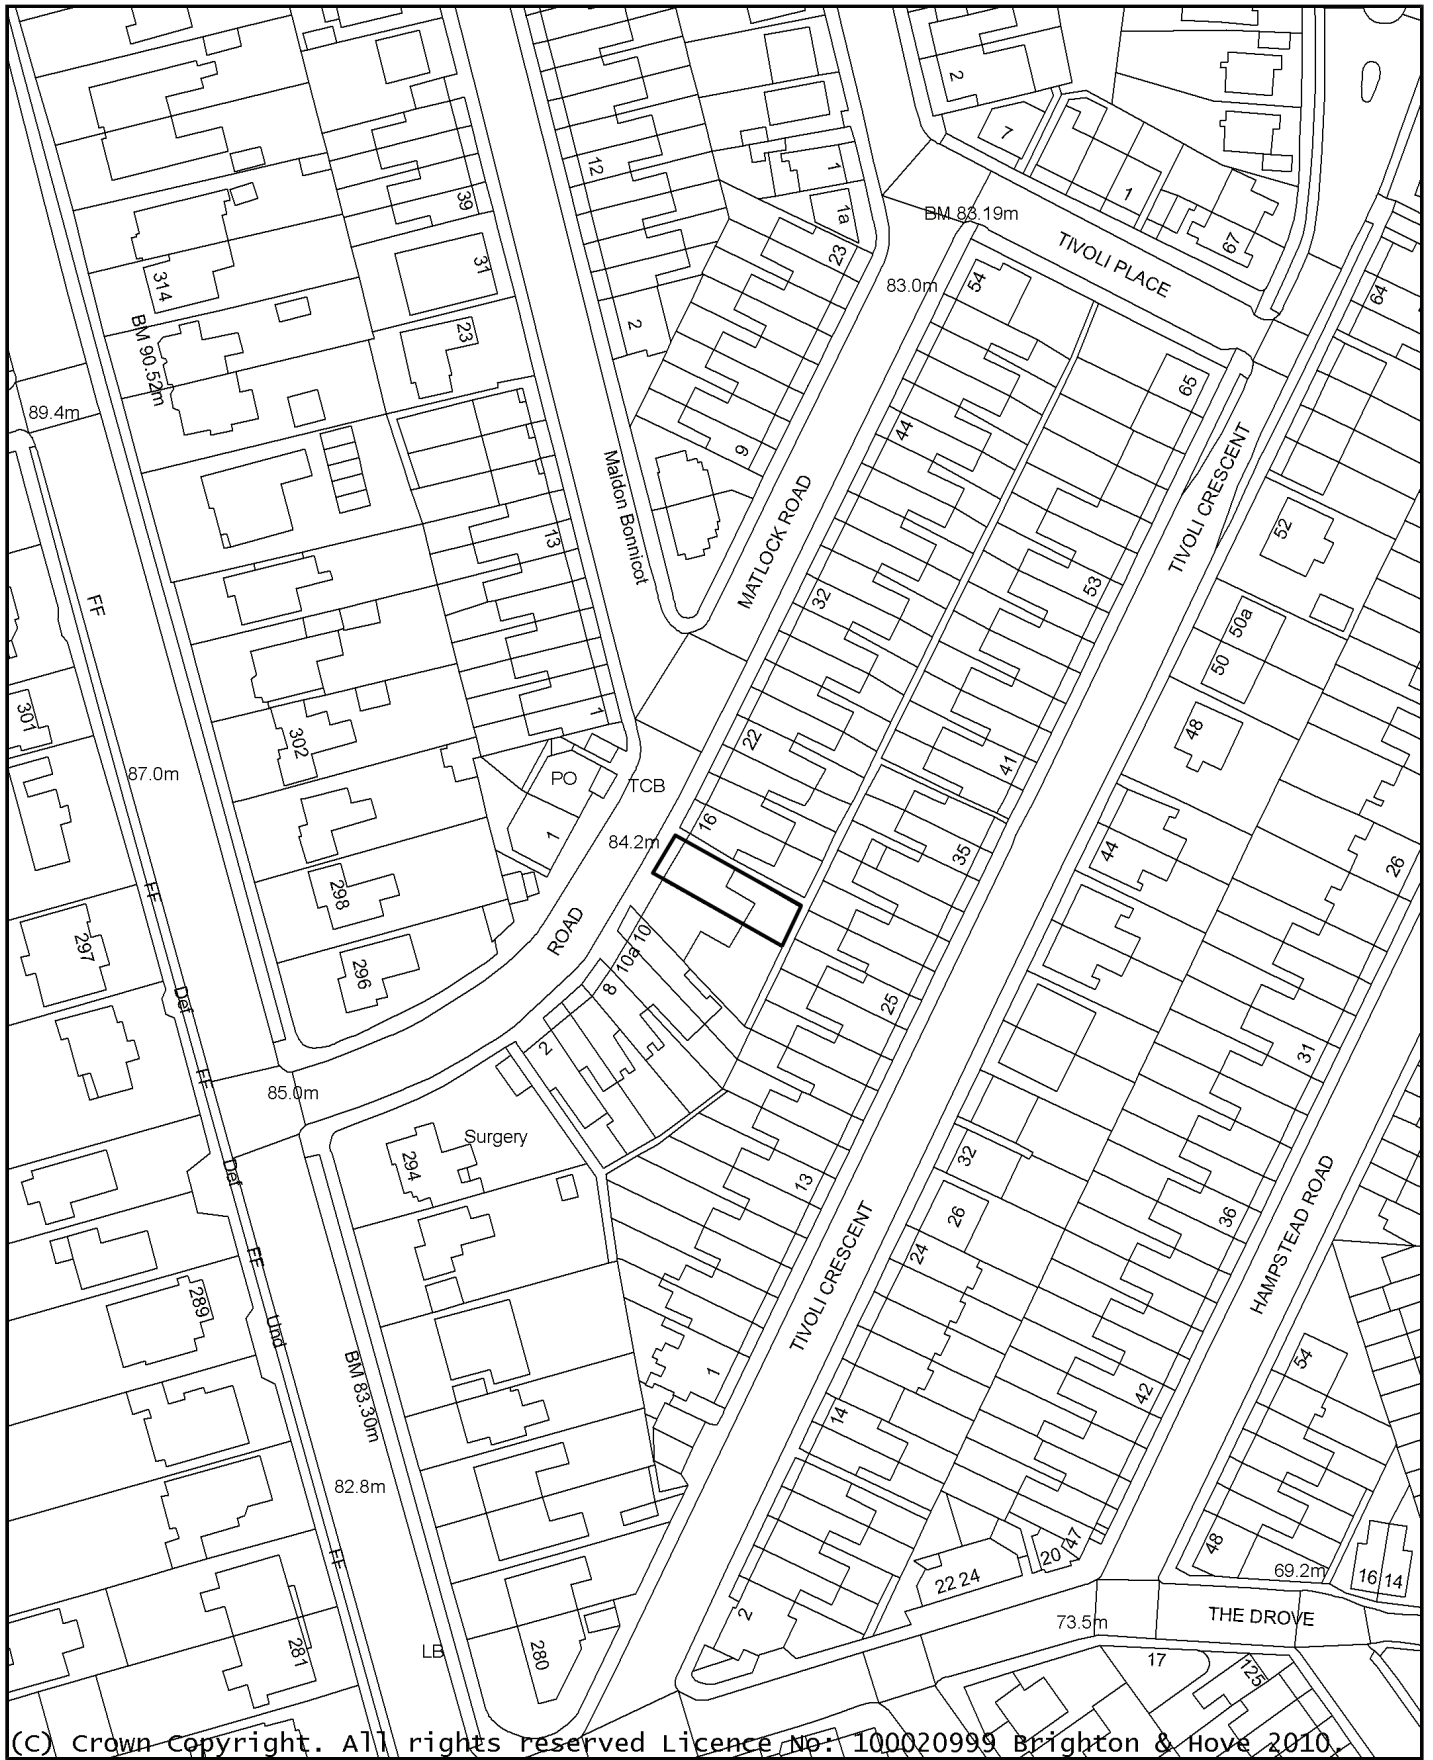 2
7
12
1
1
39
1a
BM 83.19m
67
31
23
TIVOLI PLACE
314
54
83.0m
64
2
23
BM 90.52m
65
89.4m
44
9
TIVOLI CRESCENT
Maldon Bonnicot
MATLOCK ROAD
52
13
53
FF
32
50a
50
301
1
22
48
302
41
87.0m
PO
TCB
16
1
84.2m
35
44
26
298
FF
ROAD
10
297
10a
296
8
25
Def
2
31
FF
85.0m
Surgery
294
32
Def
13
36
26
HAMPSTEAD ROAD
24
FF
TIVOLI CRESCENT
289
Und
54
1
BM 83.30m
42
14
82.8m
47
48
FF
20
69.2m
22 24
16
14
2
73.5m
THE DROVE
281
LB
280
17
125
(C) Crown Copyright. All rights reserved Licence No: 100020999 Brighton & Hove 2010.